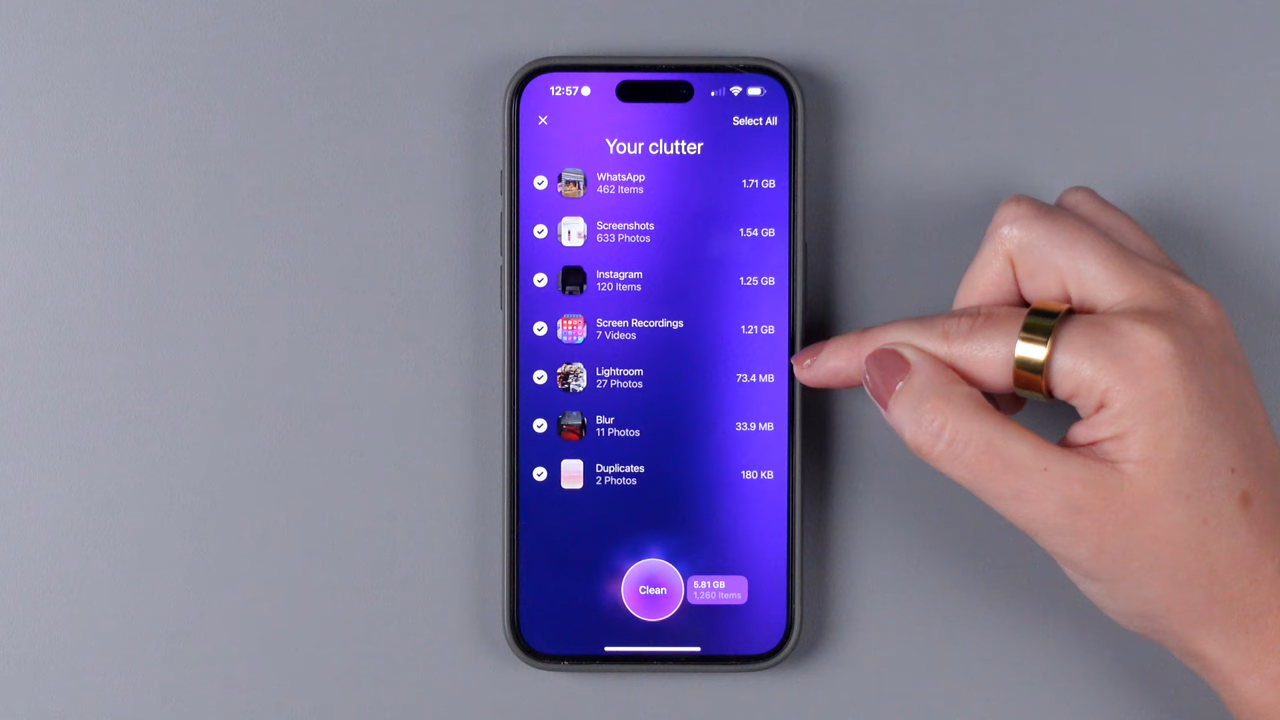 12:57
Select All
Your clutter
WhatsApp
462 Items
1.71 GB
Screenshots
633 Photos
1.54 GB
Instagram
120 Items
1.25 GB
Screen Recordings
7 Videos
1.21 GB
Lightroom
27 Photos
73.4 MB
Blur
11 Photos
33.9 MB
Duplicates
2 Photos
180 KB
Clean
5.81 GB
1,260 Items